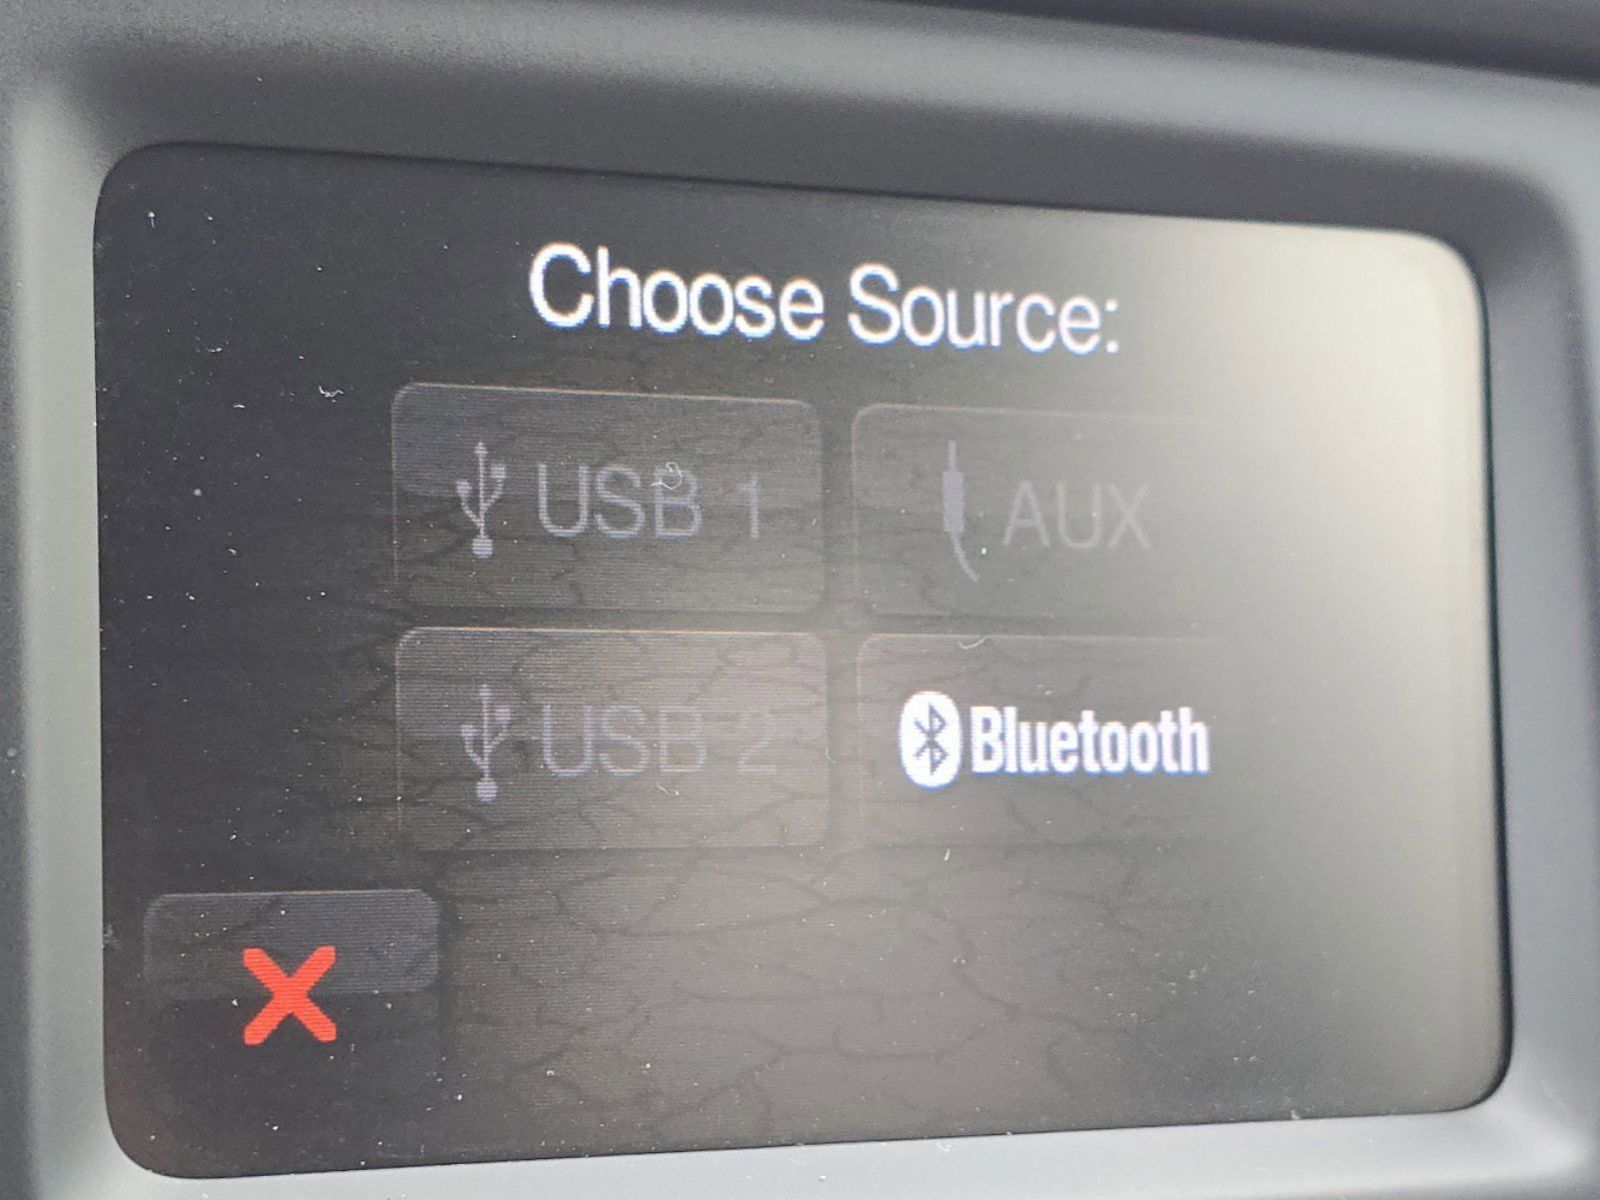 Choose Source:
USB 1
AUX
USB 2
Bluetooth